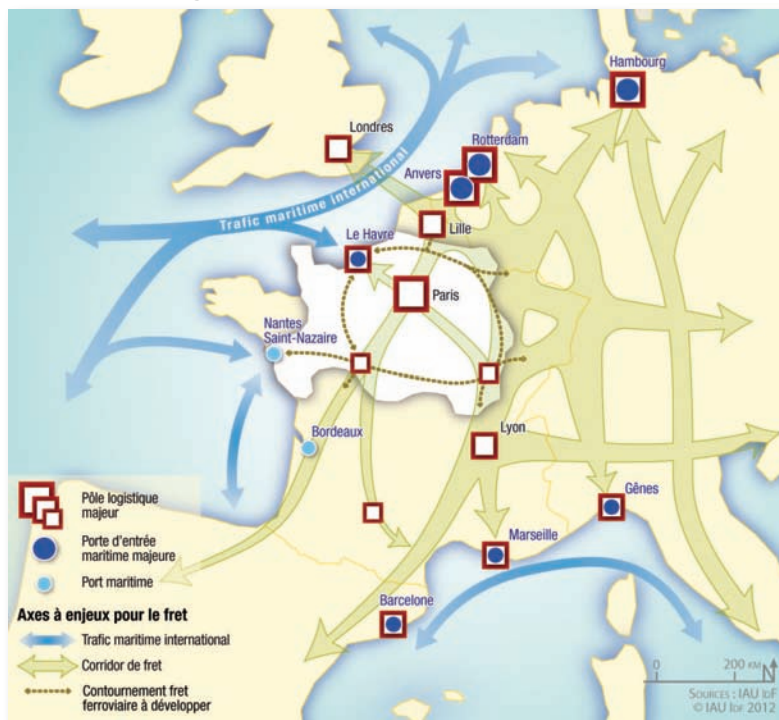 Hambourg
Londres
Rotterdam
Anvers
Trafic maritime international
Lille
Le Havre
Paris
Nantes
Saint-Nazaire
Bordeaux
Lyon
Gênes
Marseille
Barcelone
Pôle logistique
majeur
Porte d'entrée
maritime majeure
Port maritime
Axes à enjeux pour le fret
Trafic maritime international
Corridor de fret
Contournement fret
ferroviaire à développer
0 200 KM N
SOURCES : IAU IDF
© IAU IDF 2012